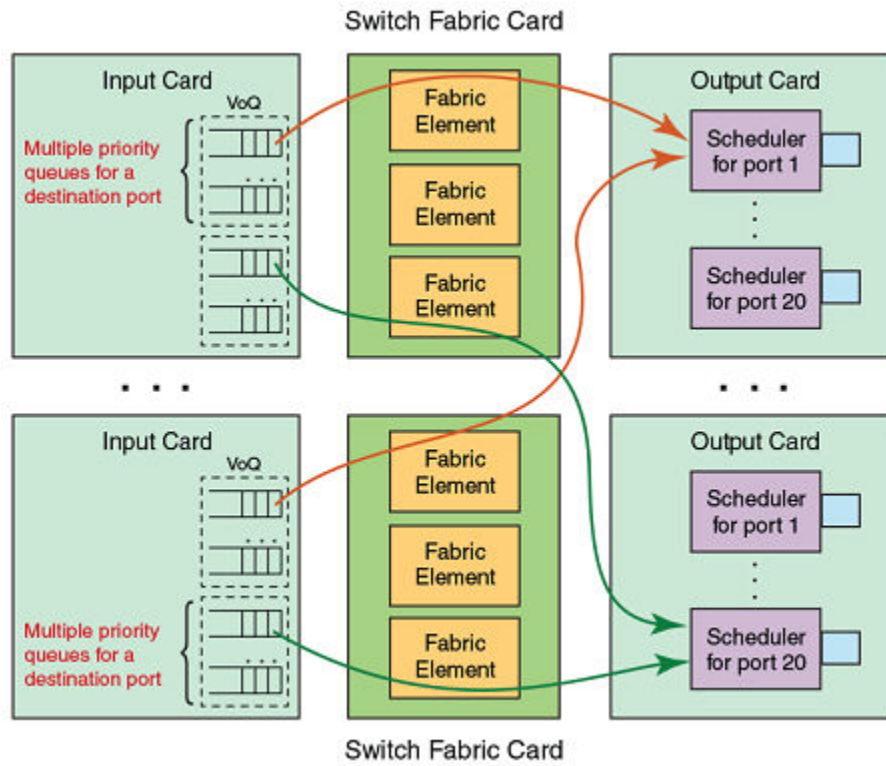 Switch Fabric Card
Input Card
VoQ
Multiple priority
queues for a
destination port
Fabric
Element
Fabric
Element
Fabric
Element
Output Card
Scheduler
for port 1
Scheduler
for port 20
Input Card
VoQ
Multiple priority
queues for a
destination port
Fabric
Element
Fabric
Element
Fabric
Element
Output Card
Scheduler
for port 1
Scheduler
for port 20
Switch Fabric Card